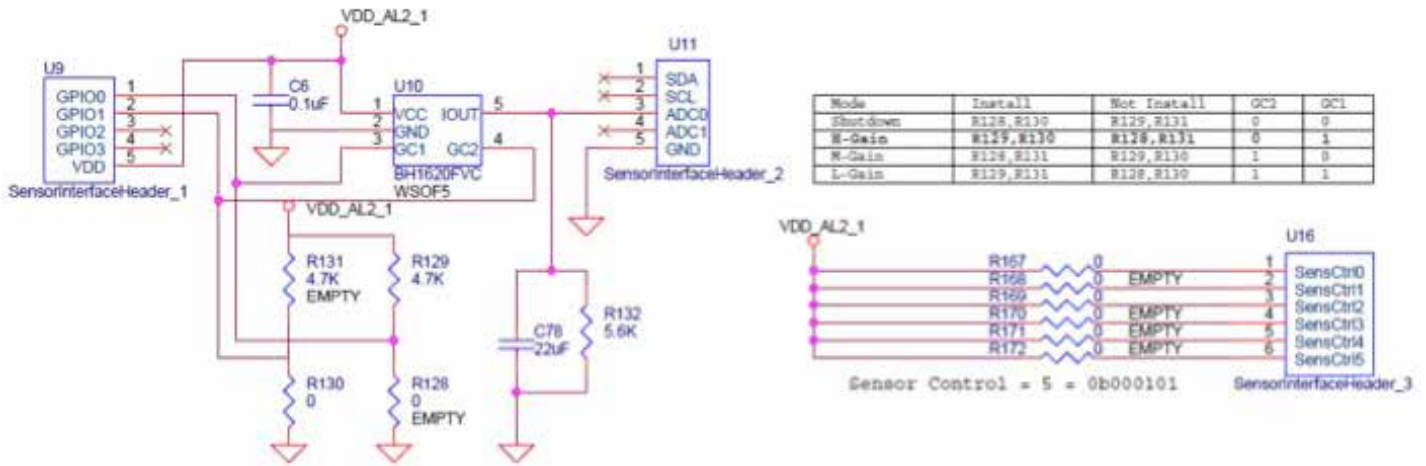 VDD_AL2_1
U9
1
GPIO0
2
GPIO1
3
GPIO2
4
GPIO3
5
VDD
SensorInterfaceHeader_1
C6
0.1uF
U10
1
VCC
IOUT
5
2
GND
3
GC1
GC2
4
BH1620FVC
WSOF5
U11
1
SDA
2
SCL
3
ADC0
4
ADC1
5
GND
SensorInterfaceHeader_2
VDD_AL2_1
R131
4.7K
EMPTY
R129
4.7K
R130
0
R128
0
EMPTY
C78
22uF
R132
5.6K
Mode Install Not Install GC2 GC1
Shutdown R128,R130 R129,R131 0 0
H-Gain R129,R130 R128,R131 0 1
M-Gain R128,R131 R129,R130 1 0
L-Gain R129,R131 R128,R130 1 1
VDD_AL2_1
U16
R167 0 1 SensCtrl0
R168 0 EMPTY 2 SensCtrl1
R169 0 3 SensCtrl2
R170 0 EMPTY 4 SensCtrl3
R171 0 EMPTY 5 SensCtrl4
R172 0 EMPTY 6 SensCtrl5
Sensor Control = 5 = 0b000101
SensorInterfaceHeader_3